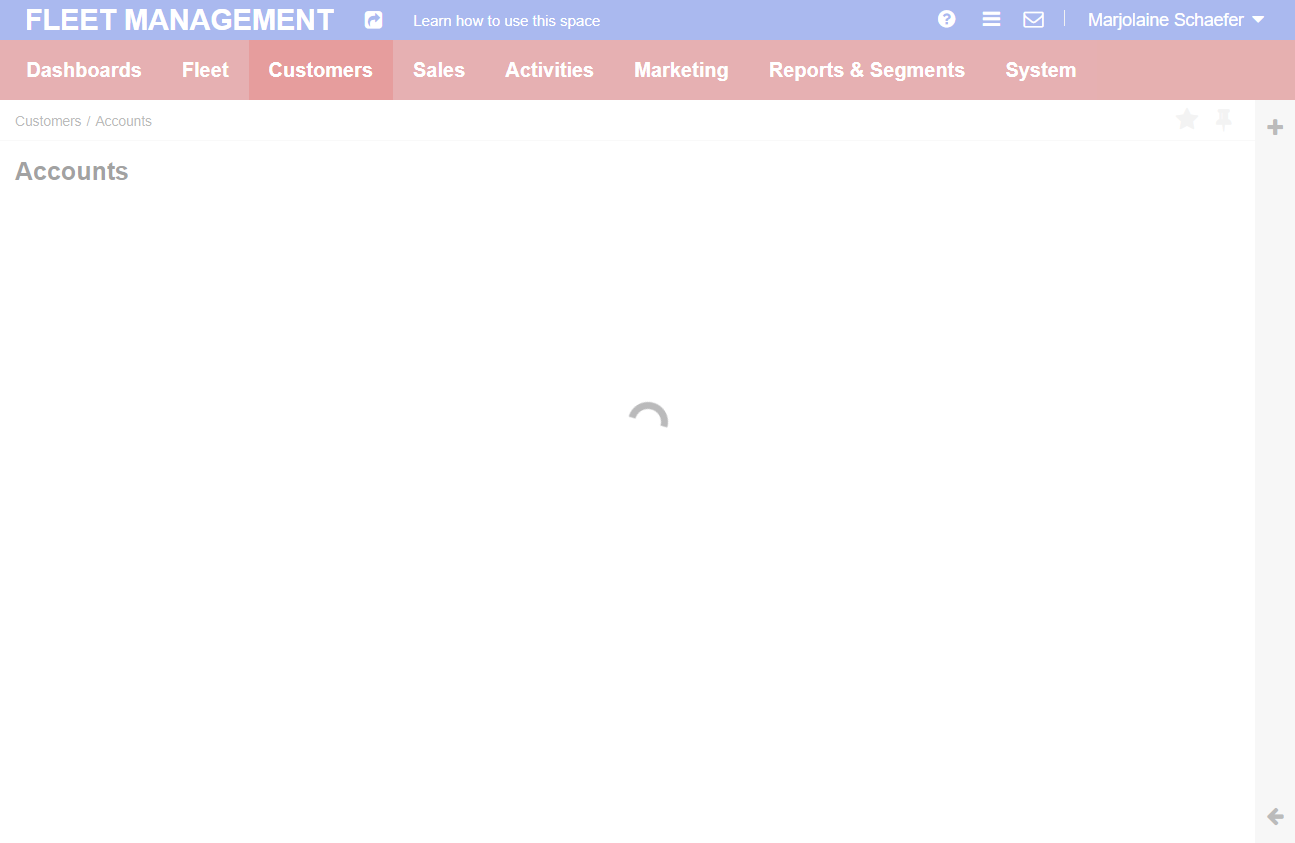 FLEET MANAGEMENT Learn how to use this space Marjolaine Schaefer
Dashboards Fleet Customers Sales Activities Marketing Reports & Segments System
Customers / Accounts
Accounts